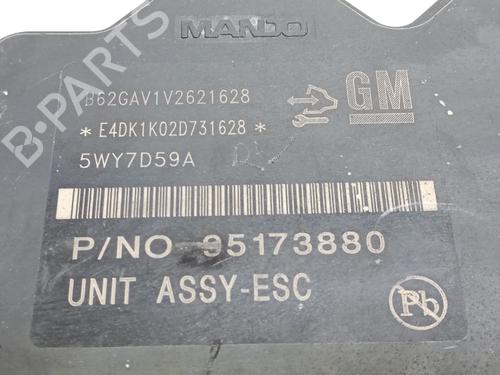 MANDO
B62GAV1V2621628
* E4DK1K02D731628 *
5WY7D59A
GM
P/NO 95173880
UNIT ASSY-ESC
Pb
B-PARTS